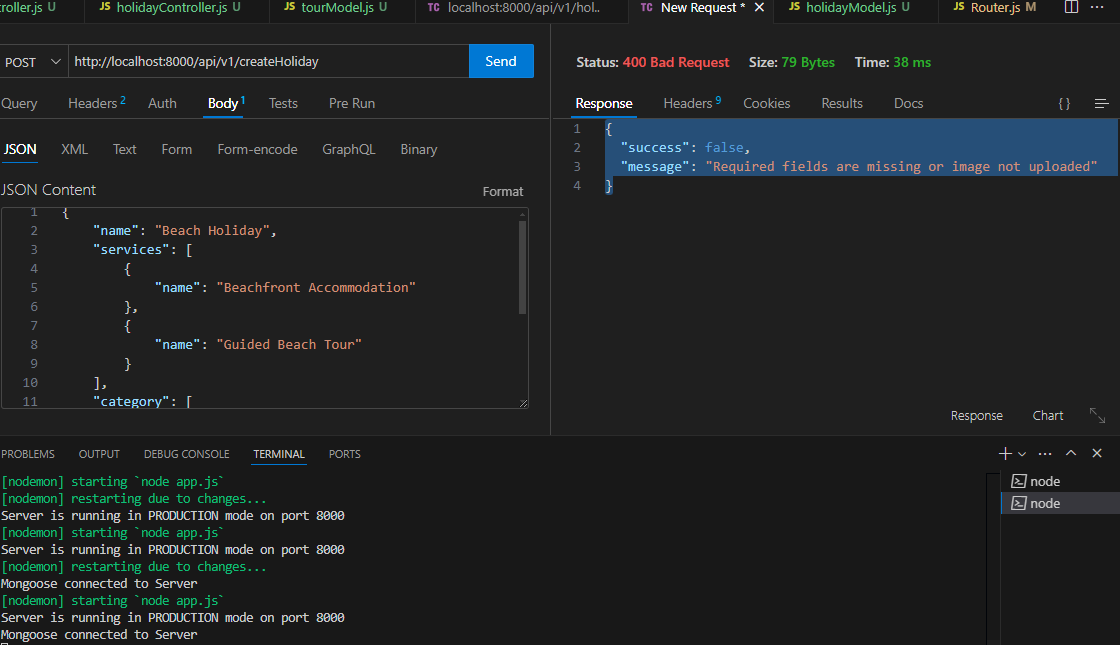 roller.js U JS holidayController.js U JS tourModel.js U TC localhost:8000/api/v1/hol.. TC New Request * JS holidayModel.js U JS Router.js M
POST http://localhost:8000/api/v1/createHoliday Send
Query Headers 2 Auth Body 1 Tests Pre Run
JSON XML Text Form Form-encode GraphQL Binary
JSON Content Format
1 {
2 "name": "Beach Holiday",
3 "services": [
4 {
5 "name": "Beachfront Accommodation"
6 },
7 {
8 "name": "Guided Beach Tour"
9 }
10 ],
11 "category": [
Status: 400 Bad Request Size: 79 Bytes Time: 38 ms
Response Headers 9 Cookies Results Docs { }
1 {
2 "success": false,
3 "message": "Required fields are missing or image not uploaded"
4 }
Response Chart
PROBLEMS OUTPUT DEBUG CONSOLE TERMINAL PORTS
[nodemon] starting `node app.js`
[nodemon] restarting due to changes...
Server is running in PRODUCTION mode on port 8000
[nodemon] starting `node app.js`
Server is running in PRODUCTION mode on port 8000
[nodemon] restarting due to changes...
Mongoose connected to Server
[nodemon] starting `node app.js`
Server is running in PRODUCTION mode on port 8000
Mongoose connected to Server
node
node